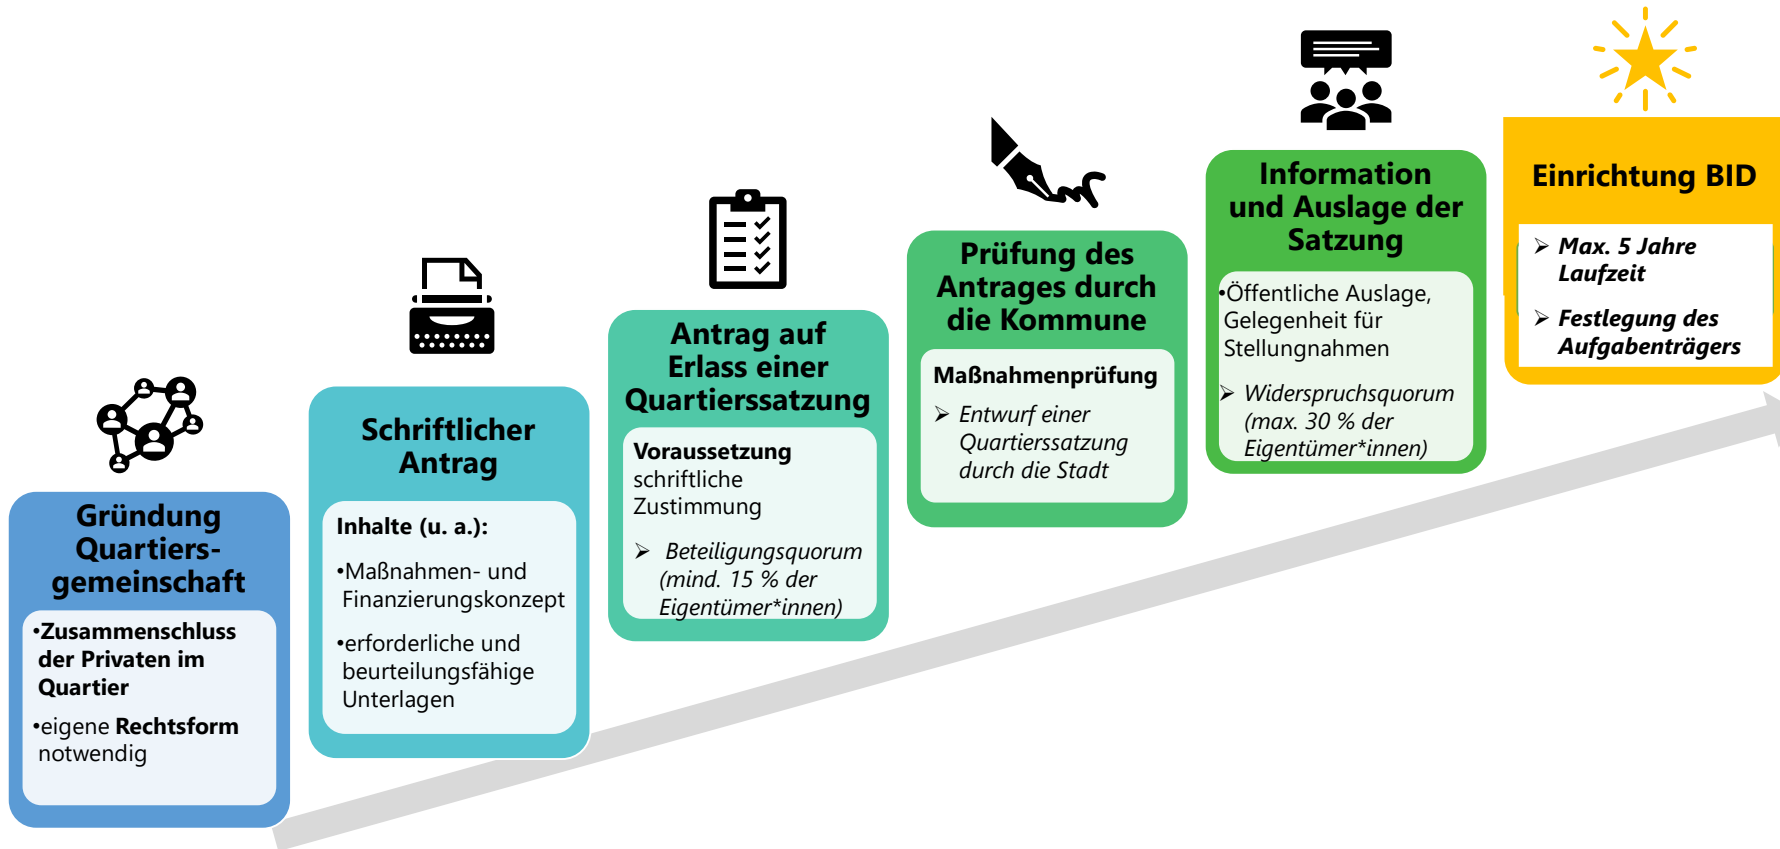 Gründung
Quartiers-
gemeinschaft
•Zusammenschluss
der Privaten im
Quartier
•eigene Rechtsform
notwendig
Schriftlicher
Antrag
Inhalte (u. a.):
•Maßnahmen- und
Finanzierungskonzept
•erforderliche und
beurteilungsfähige
Unterlagen
Antrag auf
Erlass einer
Quartierssatzung
Voraussetzung
schriftliche
Zustimmung
➢ Beteiligungsquorum
(mind. 15 % der
Eigentümer*innen)
Prüfung des
Antrages durch
die Kommune
Maßnahmenprüfung
➢ Entwurf einer
Quartierssatzung
durch die Stadt
Information
und Auslage der
Satzung
•Öffentliche Auslage,
Gelegenheit für
Stellungnahmen
➢ Widerspruchsquorum
(max. 30 % der
Eigentümer*innen)
Einrichtung BID
➢ Max. 5 Jahre
Laufzeit
➢ Festlegung des
Aufgabenträgers